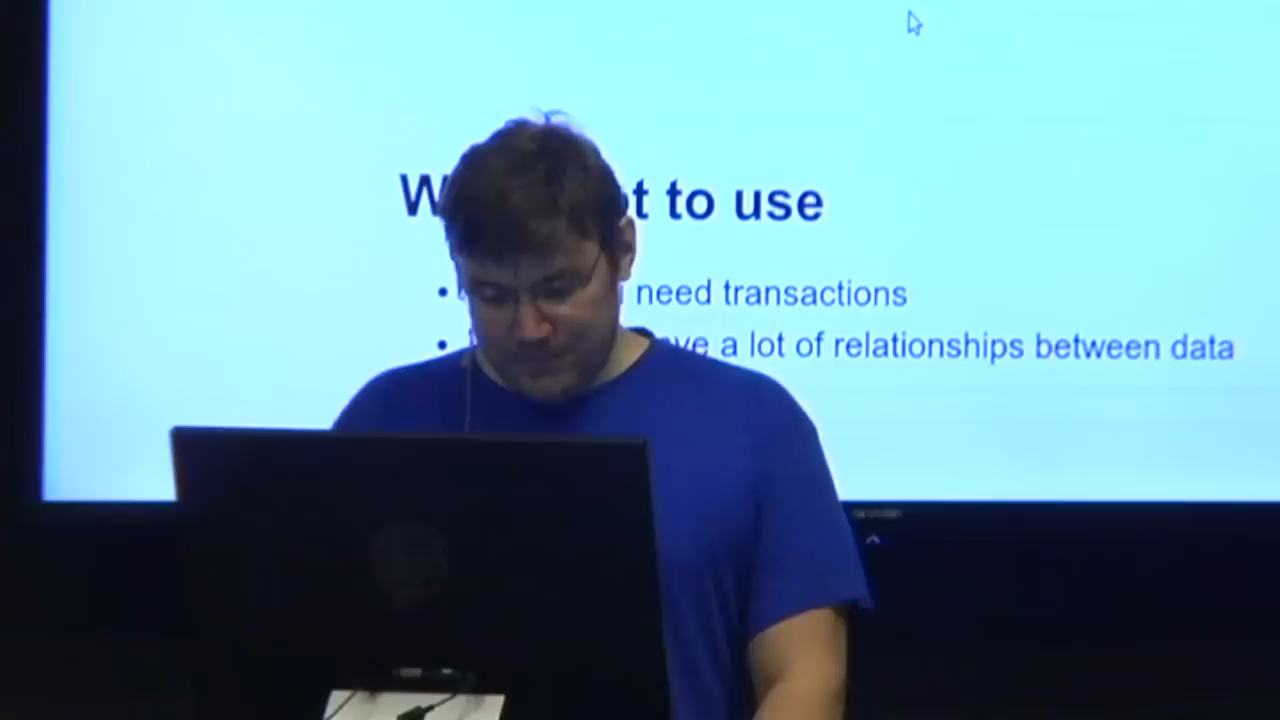 W t to use
• need transactions
• ve a lot of relationships between data